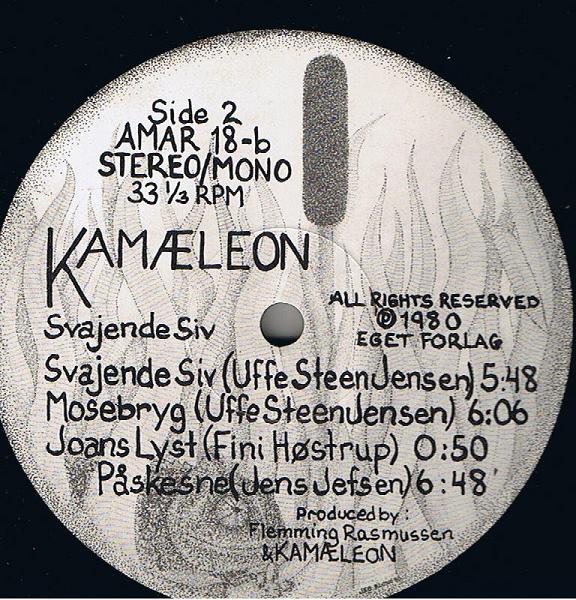 Side 2
AMAR 18-b
STEREO/MONO
33 1/3 RPM
KAMÆLEON
ALL RIGHTS RESERVED
Ⓟ1980
EGET FORLAG
Svajende Siv
Svajende Siv (Uffe Steen Jensen) 5:48
Mosebryg (Uffe Steen Jensen) 6:06
Joans Lyst (Fini Høstrup) 0:50
Påskesne (Jens Jefsen) 6:48
Produced by:
Flemming Rasmussen
& KAMÆLEON